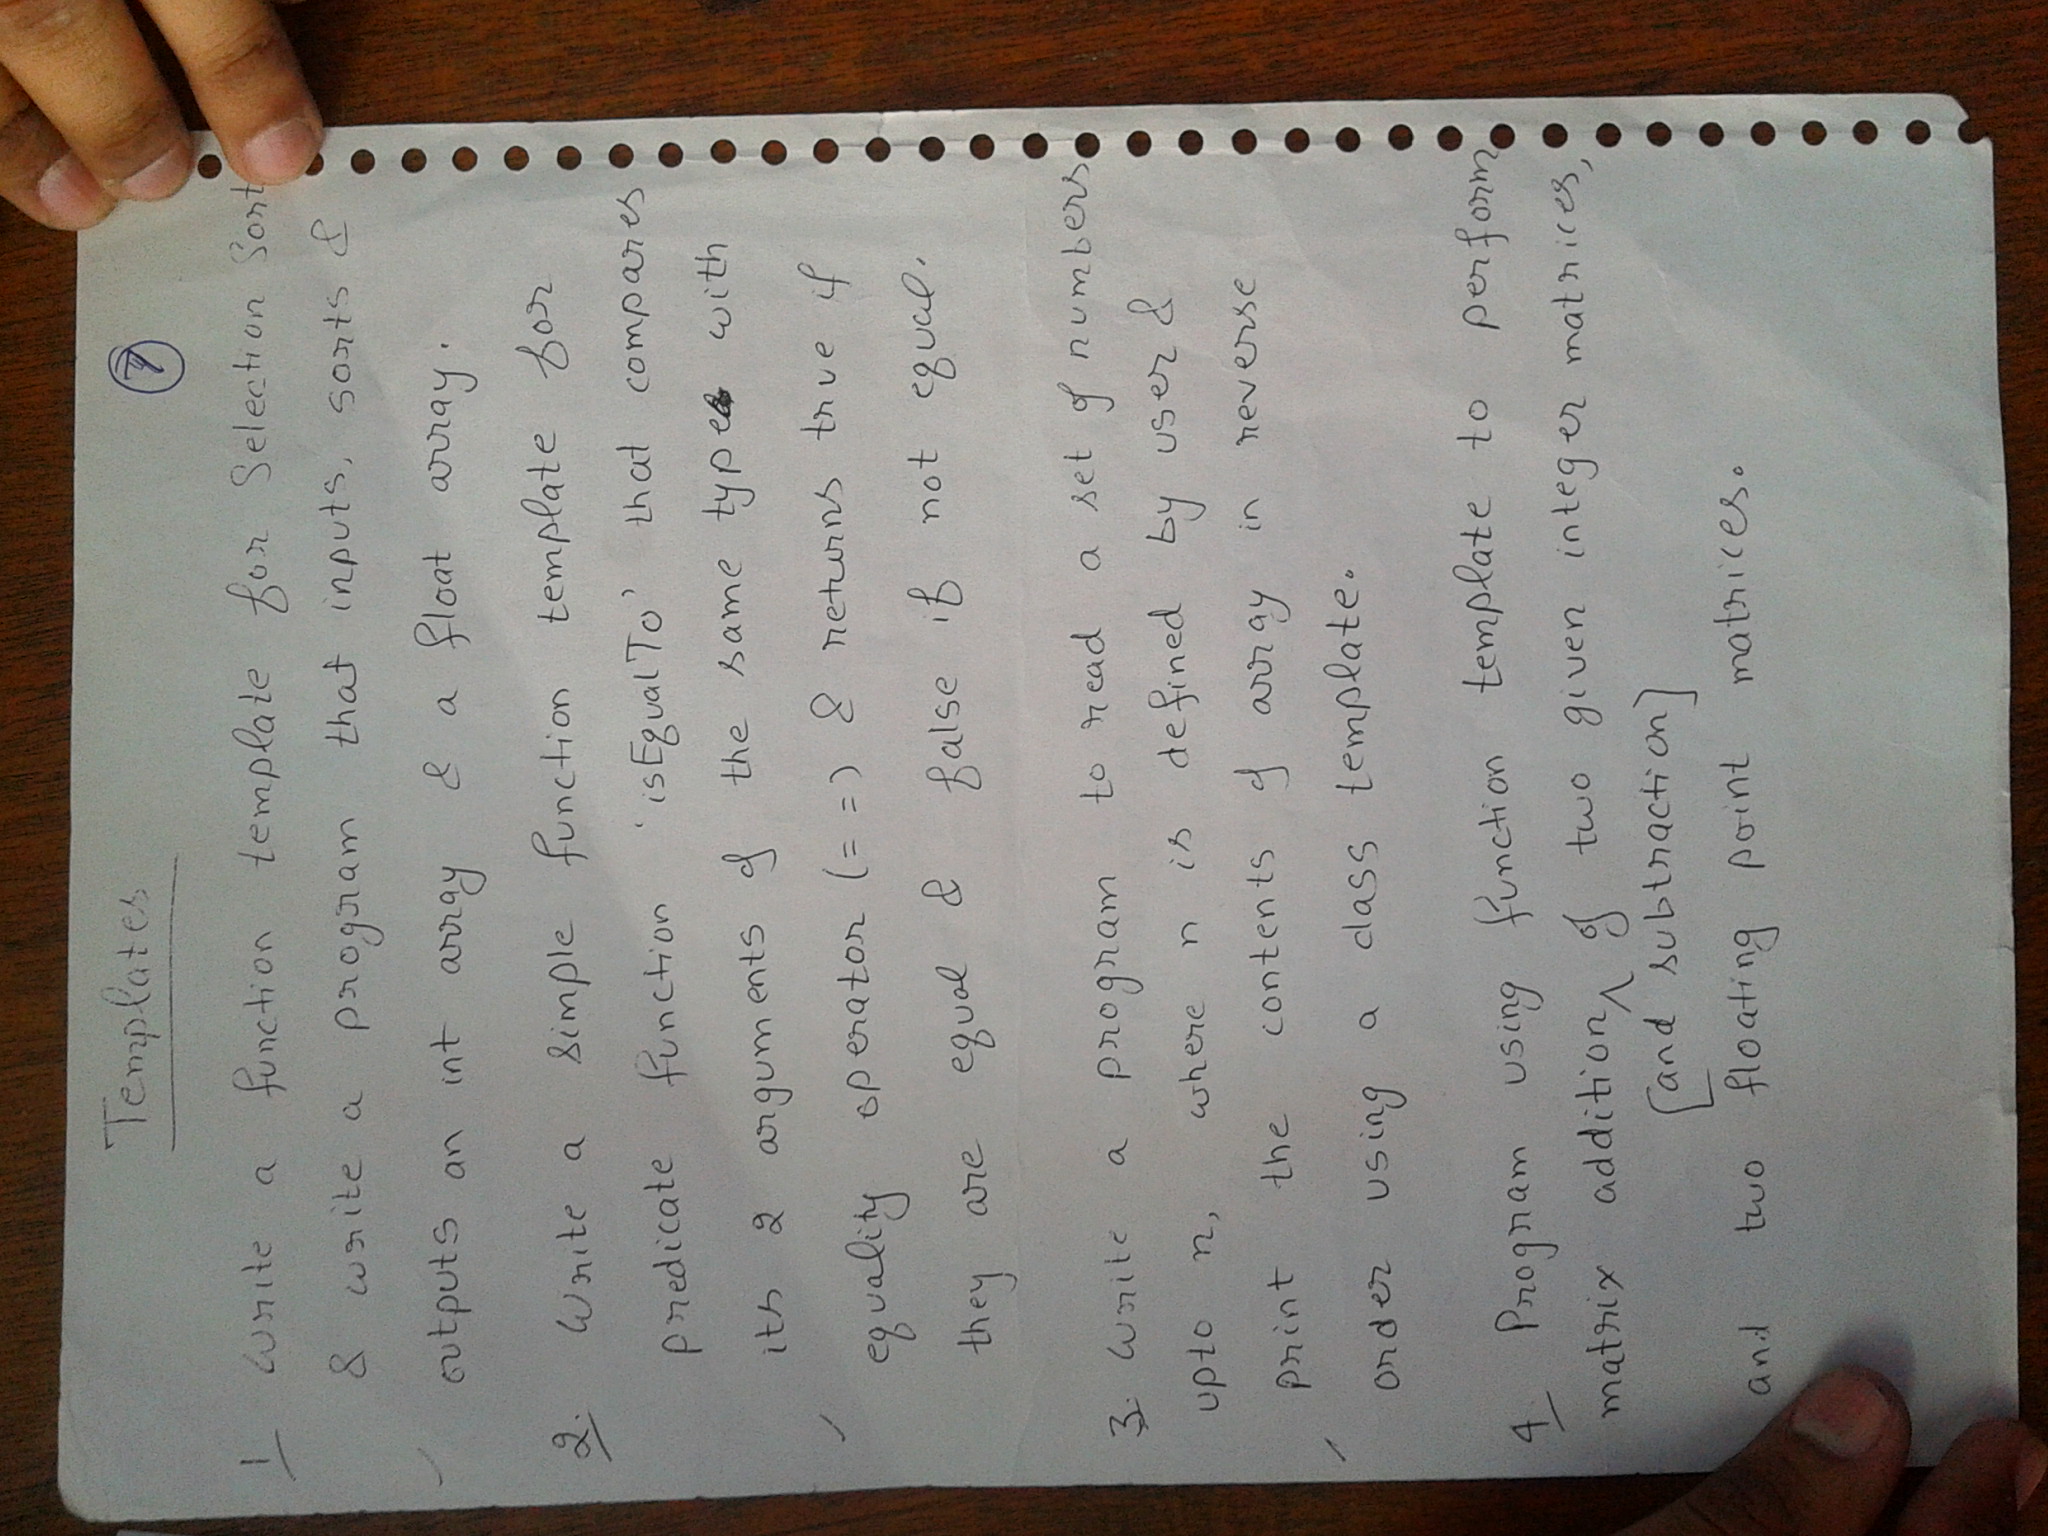 Templates
1 Write a function template for Selection Sort
& write a program that inputs, sorts &
outputs an int array & a float array.
2. Write a simple function template for
predicate function 'isEqualTo' that compares
its 2 arguments of the same type with
equality operator (==) & returns true if
they are equal & false if not equal.
3. Write a program to read a set of numbers
upto n, where n is defined by user &
print the contents of array in reverse
order using a class template.
4 Program using function template to perform
matrix addition ^ of two given integer matrices,
[and subtraction]
and two floating point matrices.